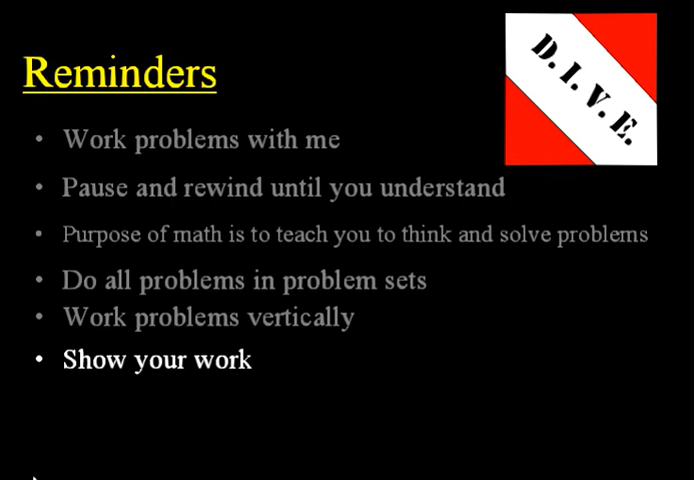 Reminders
D.I.V.E.
• Work problems with me
• Pause and rewind until you understand
• Purpose of math is to teach you to think and solve problems
• Do all problems in problem sets
• Work problems vertically
• Show your work